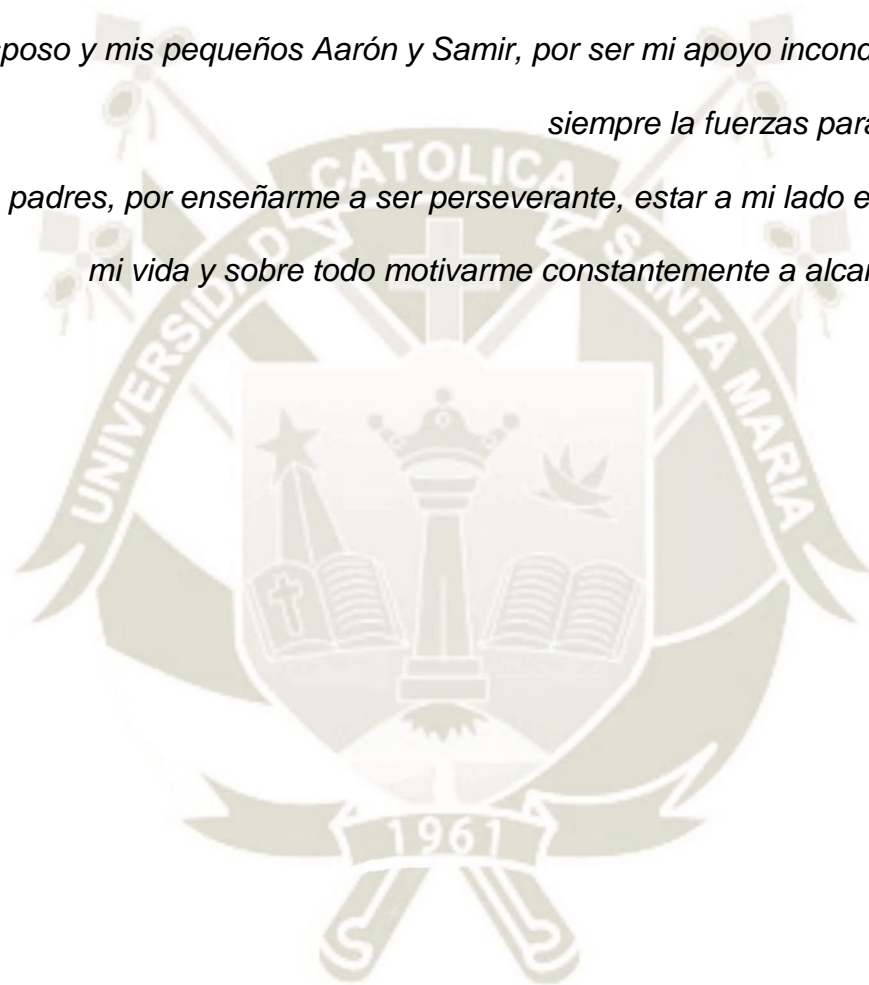 sposo y mis pequeños Aarón y Samir, por ser mi apoyo incond
siempre la fuerzas para
padres, por enseñarme a ser perseverante, estar a mi lado e
mi vida y sobre todo motivarme constantemente a alcan
UNIVERSIDAD CATOLICA SANTA MARIA
1961